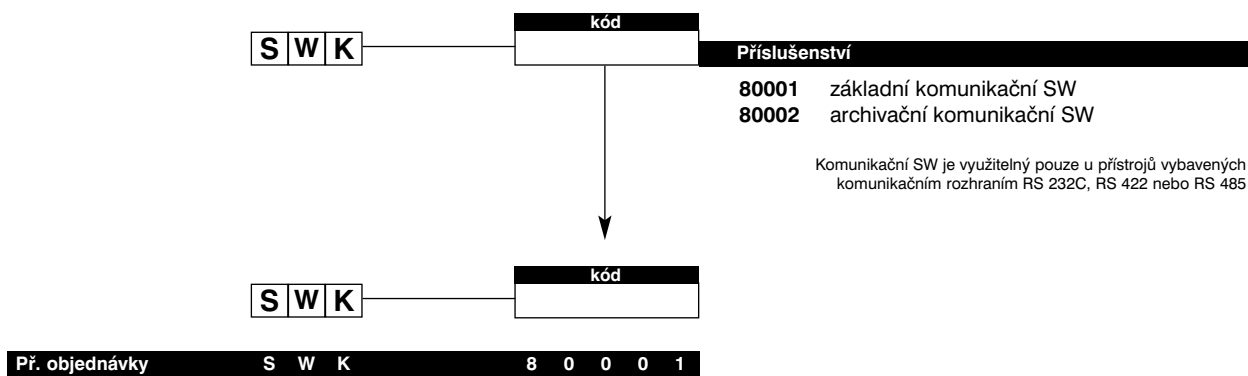 kód
S W K
Příslušenství
80001 základní komunikační SW
80002 archivační komunikační SW
Komunikační SW je využitelný pouze u přístrojů vybavených
komunikačním rozhraním RS 232C, RS 422 nebo RS 485
kód
S W K
Př. objednávky S W K 8 0 0 0 1